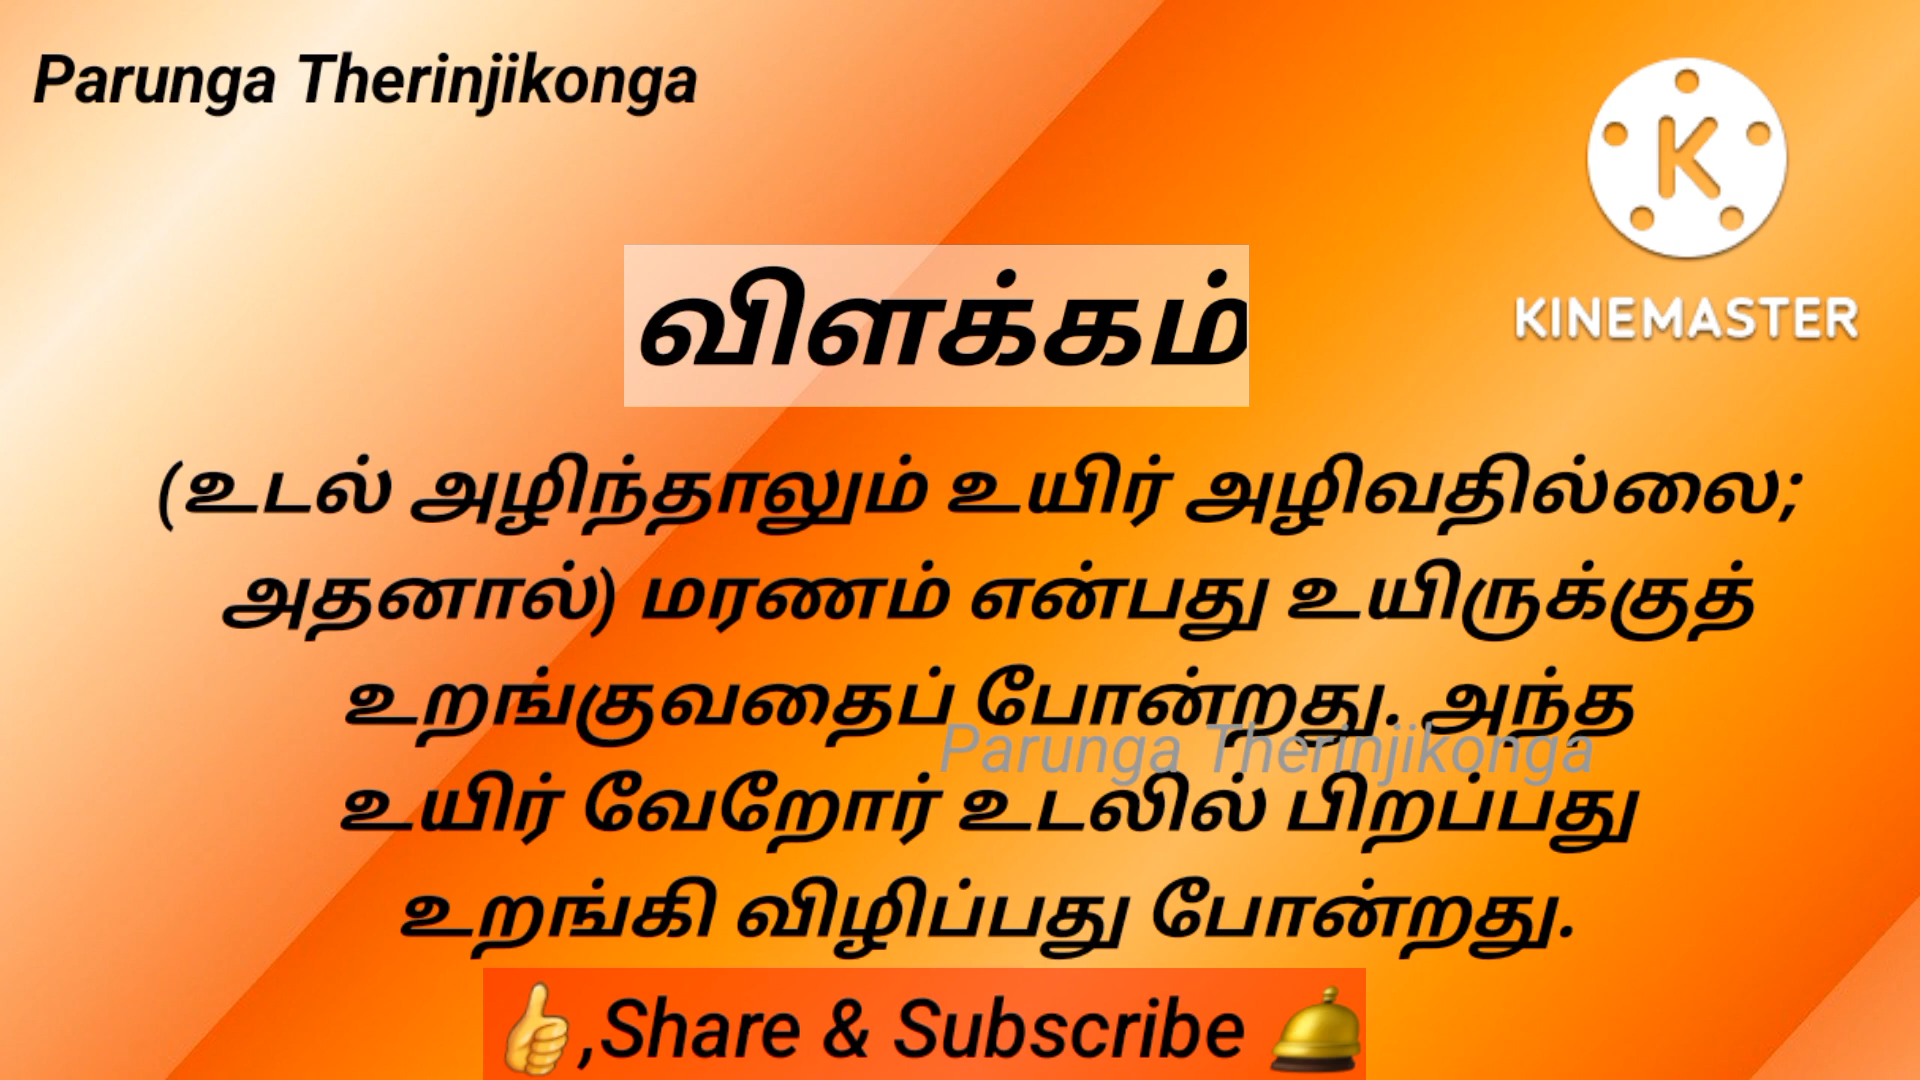 Parunga Therinjikonga
KINEMASTER
விளக்கம்
(உடல் அழிந்தாலும் உயிர் அழிவதில்லை;
அதனால்) மரணம் என்பது உயிருக்குத்
உறங்குவதைப் போன்றது. அந்த
Parunga Therinjikonga
உயிர் வேறோர் உடலில் பிறப்பது
உறங்கி விழிப்பது போன்றது.
👍,Share & Subscribe 🛎